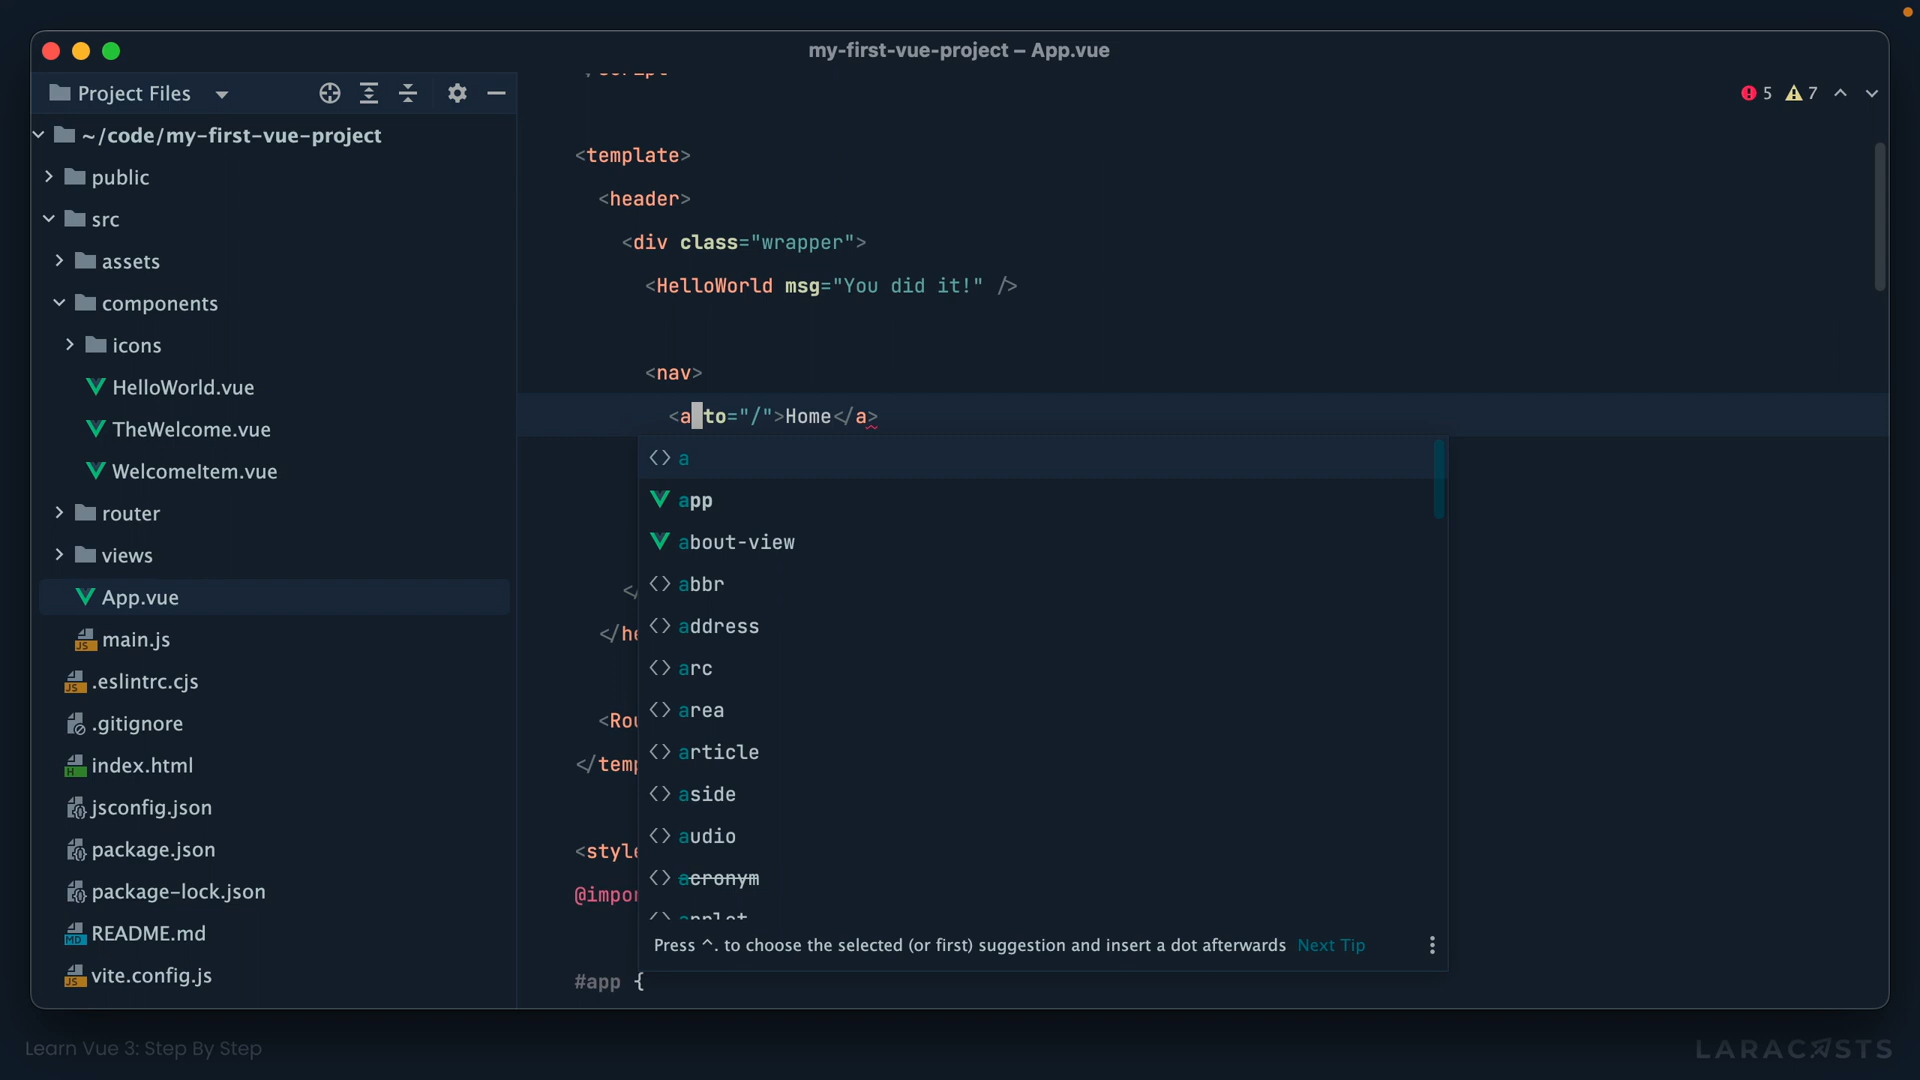 my-first-vue-project – App.vue
Project Files
5 7
~/code/my-first-vue-project
public
src
assets
components
icons
HelloWorld.vue
TheWelcome.vue
WelcomeItem.vue
router
views
App.vue
main.js
.eslintrc.cjs
.gitignore
index.html
jsconfig.json
package.json
package-lock.json
README.md
vite.config.js
<template>
<header>
<div class="wrapper">
<HelloWorld msg="You did it!" />
<nav>
<a to="/">Home</a>
</
</he
<Rou
</temp
<style
@impor
#app {
a
app
about-view
abbr
address
arc
area
article
aside
audio
acronym
applet
Press ^. to choose the selected (or first) suggestion and insert a dot afterwards Next Tip
Learn Vue 3: Step By Step
LARACASTS